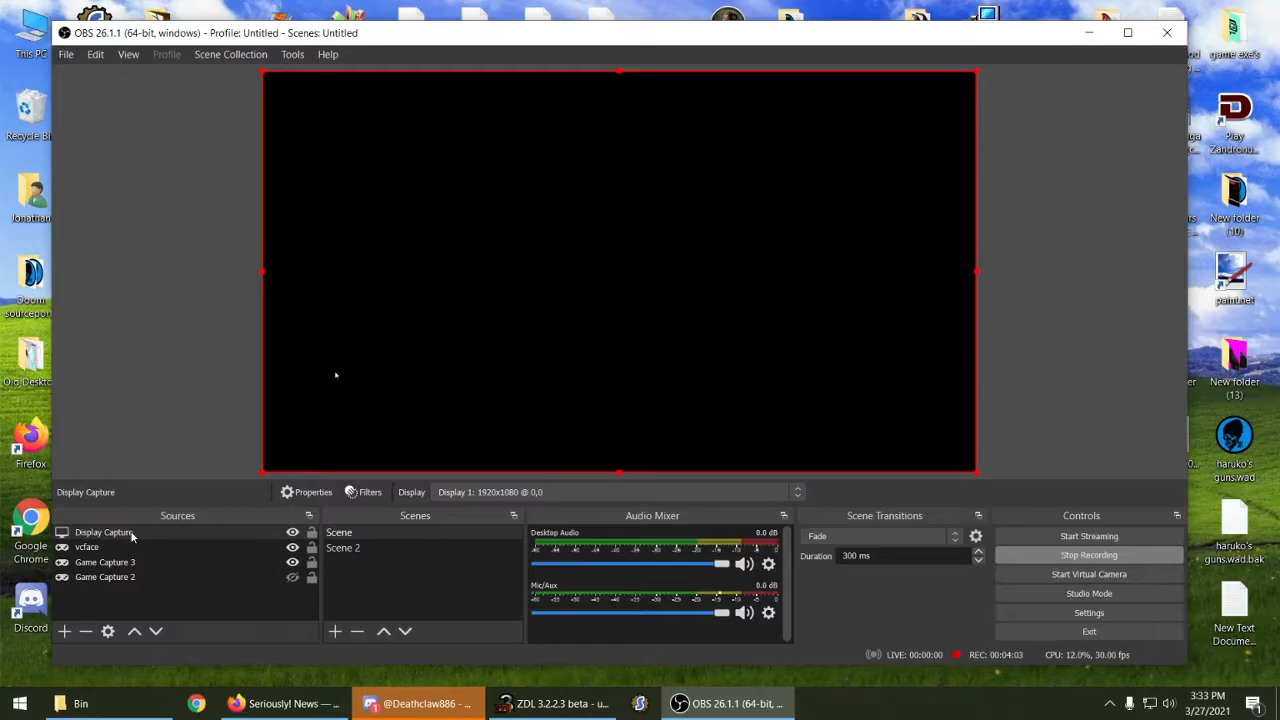 OBS 26.1.1 (64-bit, windows) - Profile: Untitled - Scenes: Untitled
File Edit View Profile Scene Collection Tools Help
This PC
Recycle Bi
Jonathan
Doom
sourcepor
Old Deskto
Firefox
Google
Chrome
Discord
game exe's
Play
Zandronu...
New folder
(10)
paintnet
New folder
(13)
haruko's
guns.wad
haruko's
guns.wad.bak
New Text
Docume...
Display Capture
Properties
Filters
Display
Display 1: 1920x1080 @ 0,0
Sources
Display Capture
vcface
Game Capture 3
Game Capture 2
Scenes
Scene
Scene 2
Audio Mixer
Desktop Audio 0.0 dB
Mic/Aux 0.0 dB
Scene Transitions
Fade
Duration 300 ms
Controls
Start Streaming
Stop Recording
Start Virtual Camera
Studio Mode
Settings
Exit
LIVE: 00:00:00 REC: 00:04:03 CPU: 12.0%, 30.00 fps
Bin
Seriously! News — ...
@Deathclaw886 - ...
ZDL 3.2.2.3 beta - u...
OBS 26.1.1 (64-bit, ...
3:33 PM
3/27/2021